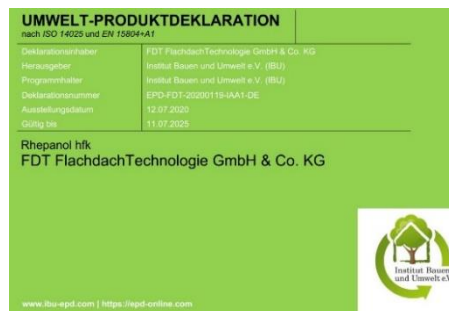 UMWELT-PRODUKTDEKLARATION
nach ISO 14025 und EN 15804+A1
Deklarationsinhaber FDT FlachdachTechnologie GmbH & Co. KG
Herausgeber Institut Bauen und Umwelt e.V. (IBU)
Programmhalter Institut Bauen und Umwelt e.V. (IBU)
Deklarationsnummer EPD-FDT-20200119-IAA1-DE
Ausstellungsdatum 12.07.2020
Gültig bis 11.07.2025
Rhepanol hfk
FDT FlachdachTechnologie GmbH & Co. KG
Institut Bauen
und Umwelt e.V.
www.ibu-epd.com | https://epd-online.com